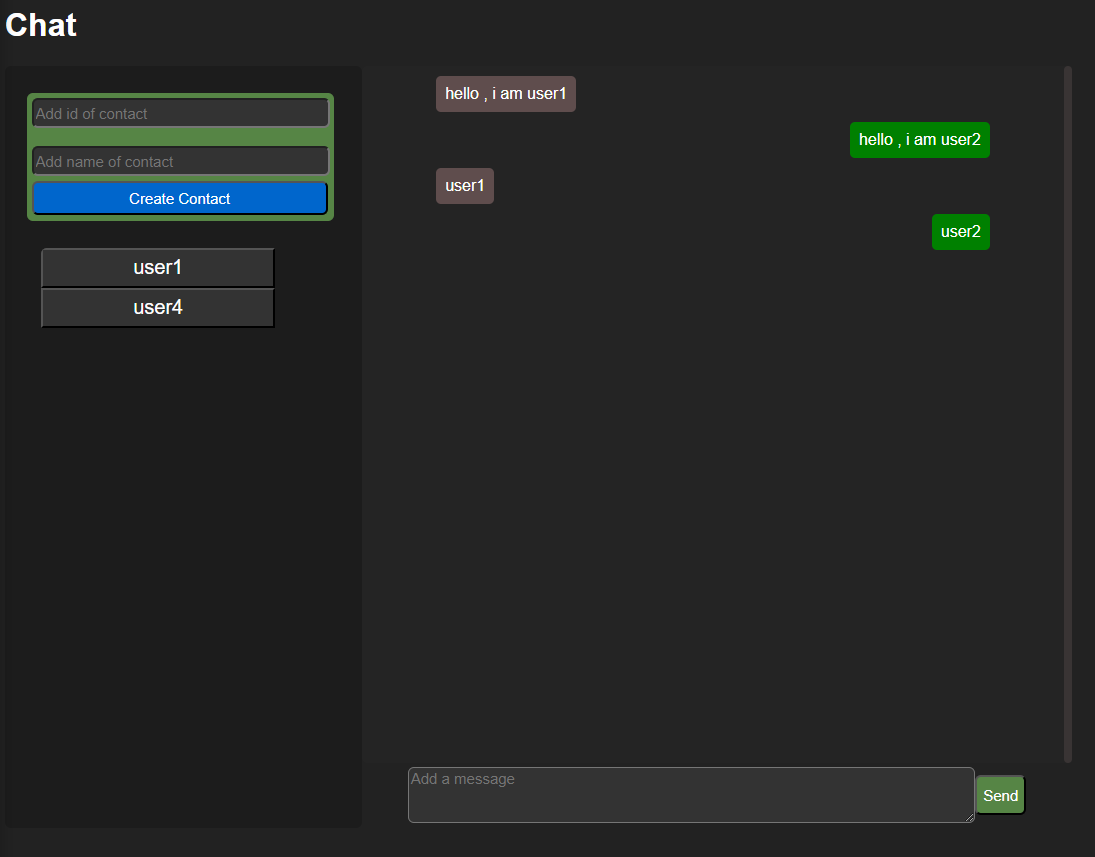 Chat
Add id of contact
Add name of contact
Create Contact
user1
user4
hello , i am user1
hello , i am user2
user1
user2
Add a message
Send